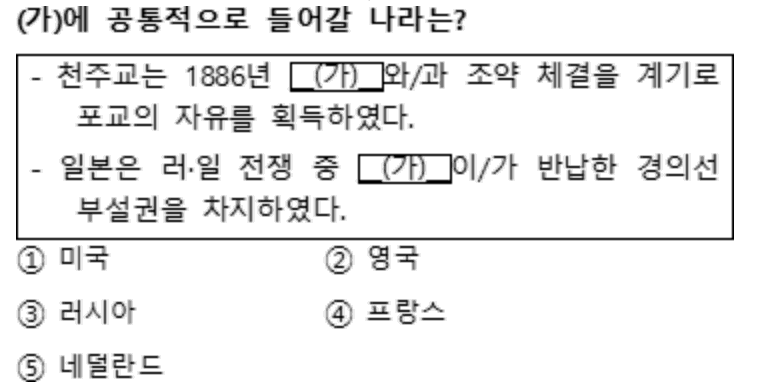 (가)에 공통적으로 들어갈 나라는?
- 천주교는 1886년 (가) 와/과 조약 체결을 계기로
포교의 자유를 획득하였다.
- 일본은 러·일 전쟁 중 (가) 이/가 반납한 경의선
부설권을 차지하였다.
① 미국 ② 영국
③ 러시아 ④ 프랑스
⑤ 네덜란드